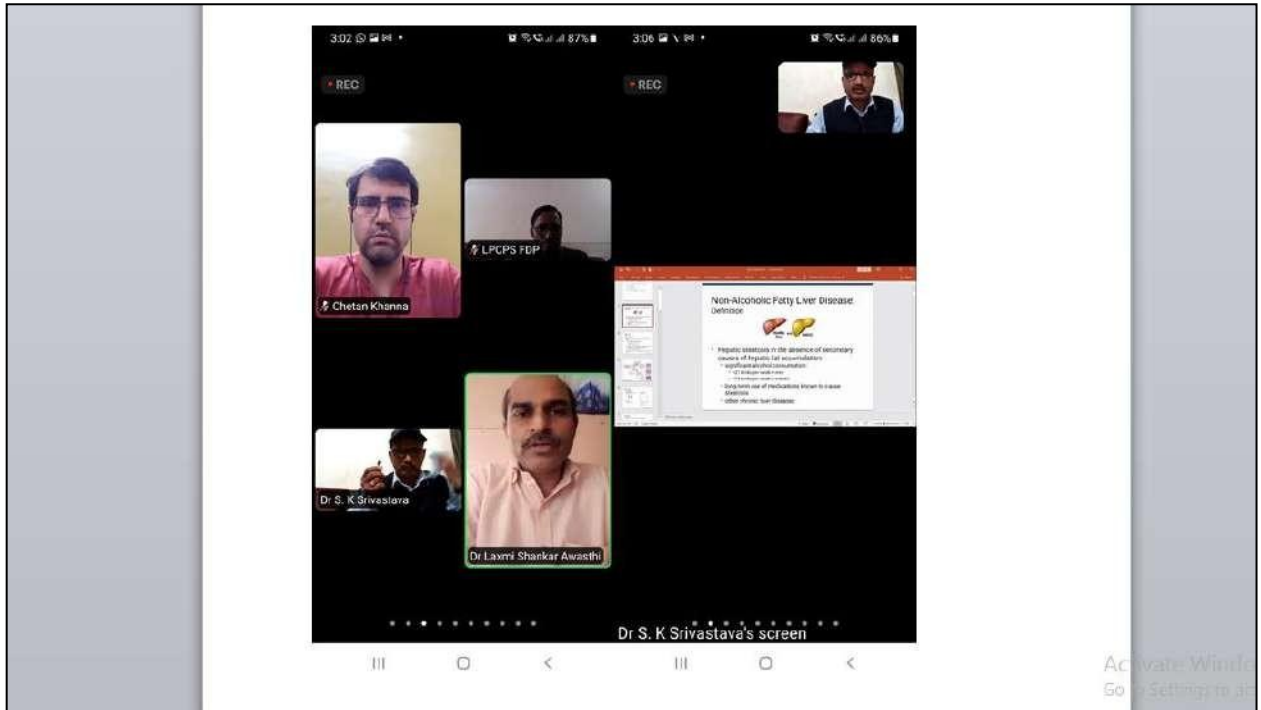 3:02
87%
REC
Chetan Khanna
LPCPS FDP
Dr S. K Srivastava
Dr Laxmi Shankar Awasthi
3:06
86%
REC
Non-Alcoholic Fatty Liver Disease
Definition
Hepatic steatosis in the absence of secondary
causes of hepatic fat accumulation
significant alcohol consumption
long-term use of medications known to cause
steatosis
other chronic liver diseases
Dr S. K Srivastava's screen
Activate Windo
Go to Settings to